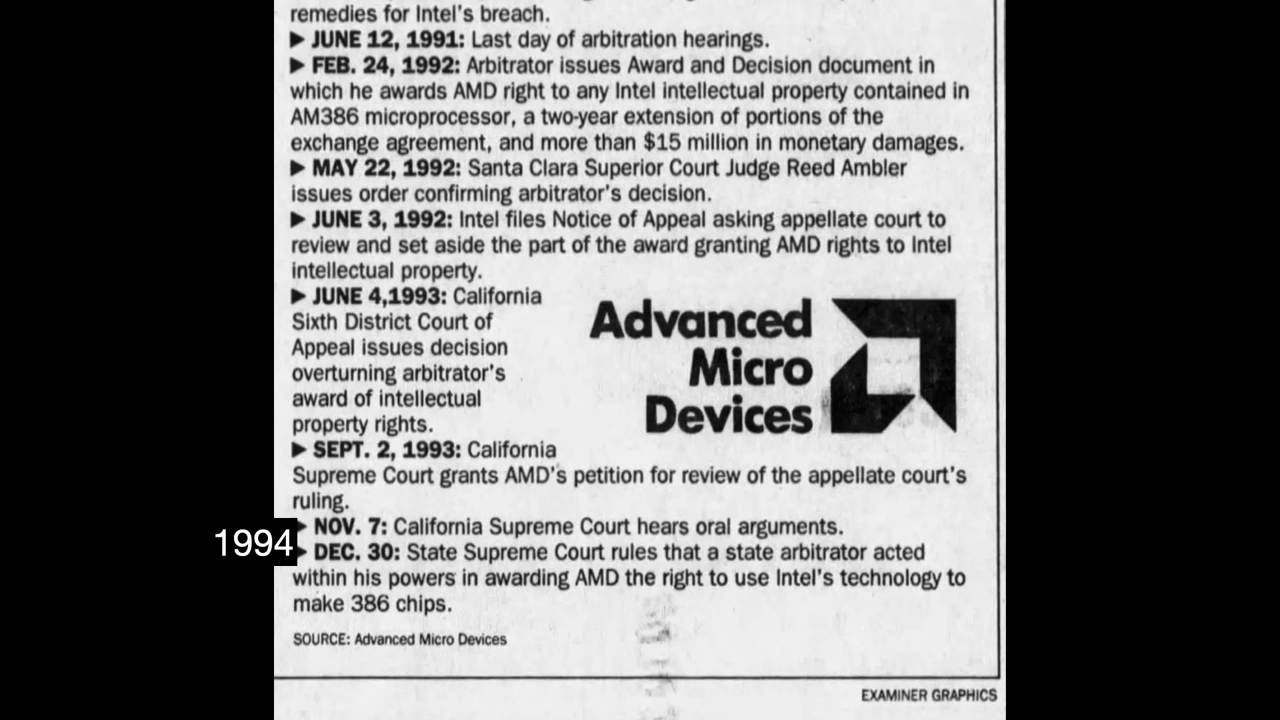 remedies for Intel's breach.
▶ JUNE 12, 1991: Last day of arbitration hearings.
▶ FEB. 24, 1992: Arbitrator issues Award and Decision document in
which he awards AMD right to any Intel intellectual property contained in
AM386 microprocessor, a two-year extension of portions of the
exchange agreement, and more than $15 million in monetary damages.
▶ MAY 22, 1992: Santa Clara Superior Court Judge Reed Ambler
issues order confirming arbitrator's decision.
▶ JUNE 3, 1992: Intel files Notice of Appeal asking appellate court to
review and set aside the part of the award granting AMD rights to Intel
intellectual property.
▶ JUNE 4,1993: California
Sixth District Court of
Appeal issues decision
overturning arbitrator's
award of intellectual
property rights.
Advanced
Micro
Devices
▶ SEPT. 2, 1993: California
Supreme Court grants AMD's petition for review of the appellate court's
ruling.
1994
▶ NOV. 7: California Supreme Court hears oral arguments.
▶ DEC. 30: State Supreme Court rules that a state arbitrator acted
within his powers in awarding AMD the right to use Intel's technology to
make 386 chips.
SOURCE: Advanced Micro Devices
EXAMINER GRAPHICS